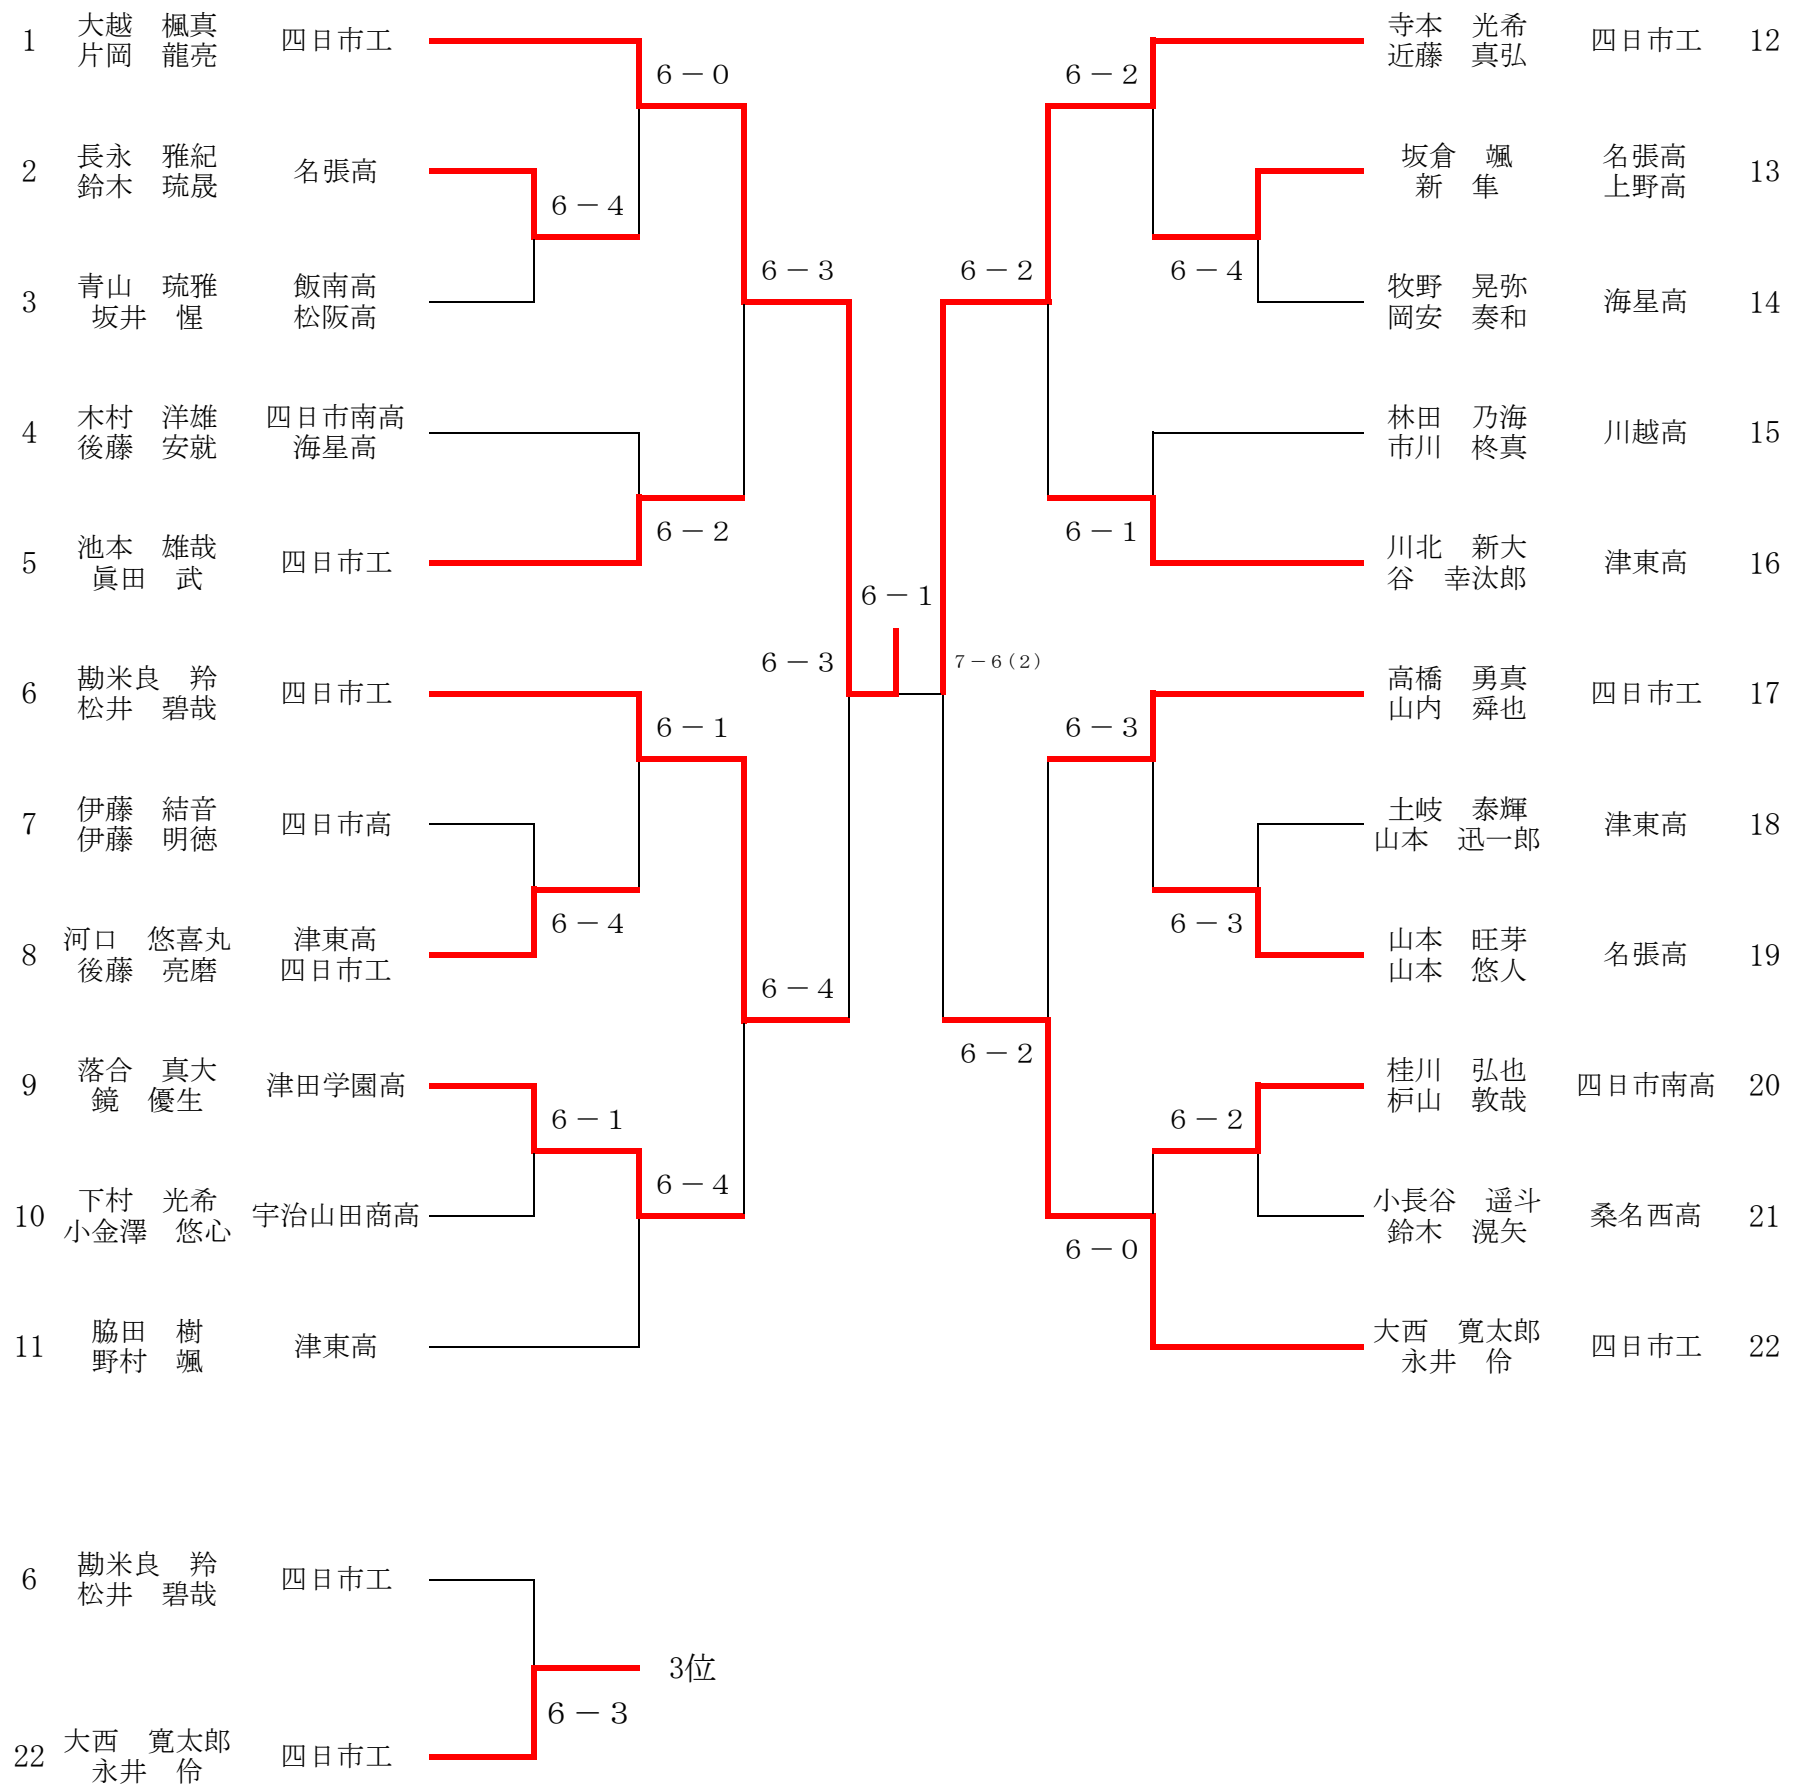 1 大越　楓真 四日市工
片岡　龍亮
6－0
2 長永　雅紀 名張高
鈴木　琉晟
6－4
3 青山　琉雅 飯南高
坂井　惺 松阪高
6－3
4 木村　洋雄 四日市南高
後藤　安就 海星高
5 池本　雄哉 四日市工
眞田　武
6－2
6－1
6－3
6 勘米良　羚 四日市工
松井　碧哉
6－1
7 伊藤　結音 四日市高
伊藤　明徳
8 河口　悠喜丸 津東高
後藤　亮磨 四日市工
6－4
6－4
9 落合　真大 津田学園高
鏡　優生
6－1
10 下村　光希 宇治山田商高
小金澤　悠心
6－4
11 脇田　樹 津東高
野村　颯
寺本　光希 四日市工 12
近藤　真弘
6－2
坂倉　颯 名張高 13
新　隼 上野高
6－2
6－4
牧野　晃弥 海星高 14
岡安　奏和
林田　乃海 川越高 15
市川　柊真
6－1
川北　新大 津東高 16
谷　幸汰郎
7－6(2)
高橋　勇真 四日市工 17
山内　舜也
6－3
土岐　泰輝 津東高 18
山本　迅一郎
6－3
山本　旺芽 名張高 19
山本　悠人
6－2
桂川　弘也 四日市南高 20
枦山　敦哉
6－2
小長谷　遥斗 桑名西高 21
鈴木　滉矢
6－0
大西　寛太郎 四日市工 22
永井　伶
6 勘米良　羚 四日市工
松井　碧哉
3位
6－3
22 大西　寛太郎 四日市工
永井　伶